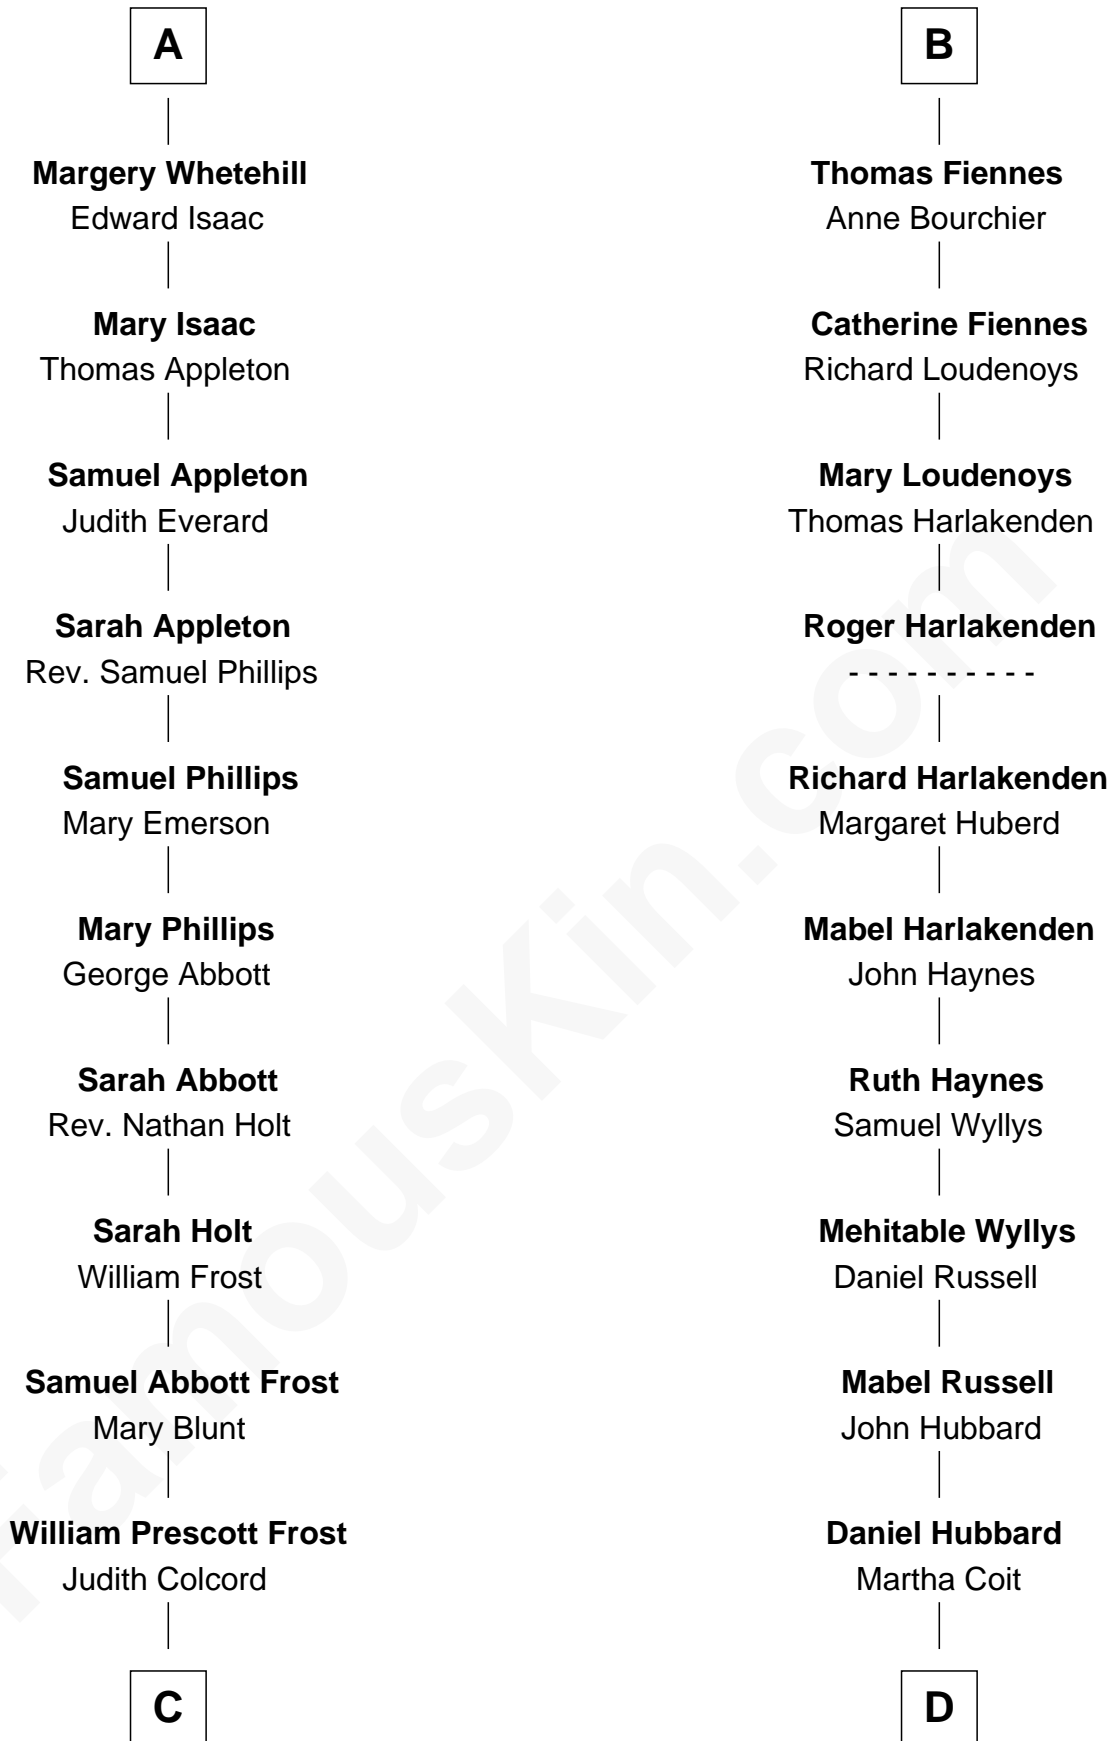 A
Margery Whetehill
Edward Isaac
Mary Isaac
Thomas Appleton
Samuel Appleton
Judith Everard
Sarah Appleton
Rev. Samuel Phillips
Samuel Phillips
Mary Emerson
Mary Phillips
George Abbott
Sarah Abbott
Rev. Nathan Holt
Sarah Holt
William Frost
Samuel Abbott Frost
Mary Blunt
William Prescott Frost
Judith Colcord
C
B
Thomas Fiennes
Anne Bourchier
Catherine Fiennes
Richard Loudenoys
Mary Loudenoys
Thomas Harlakenden
Roger Harlakenden
- - - - - - - - - -
Richard Harlakenden
Margaret Huberd
Mabel Harlakenden
John Haynes
Ruth Haynes
Samuel Wyllys
Mehitable Wyllys
Daniel Russell
Mabel Russell
John Hubbard
Daniel Hubbard
Martha Coit
D
FamousKin.com